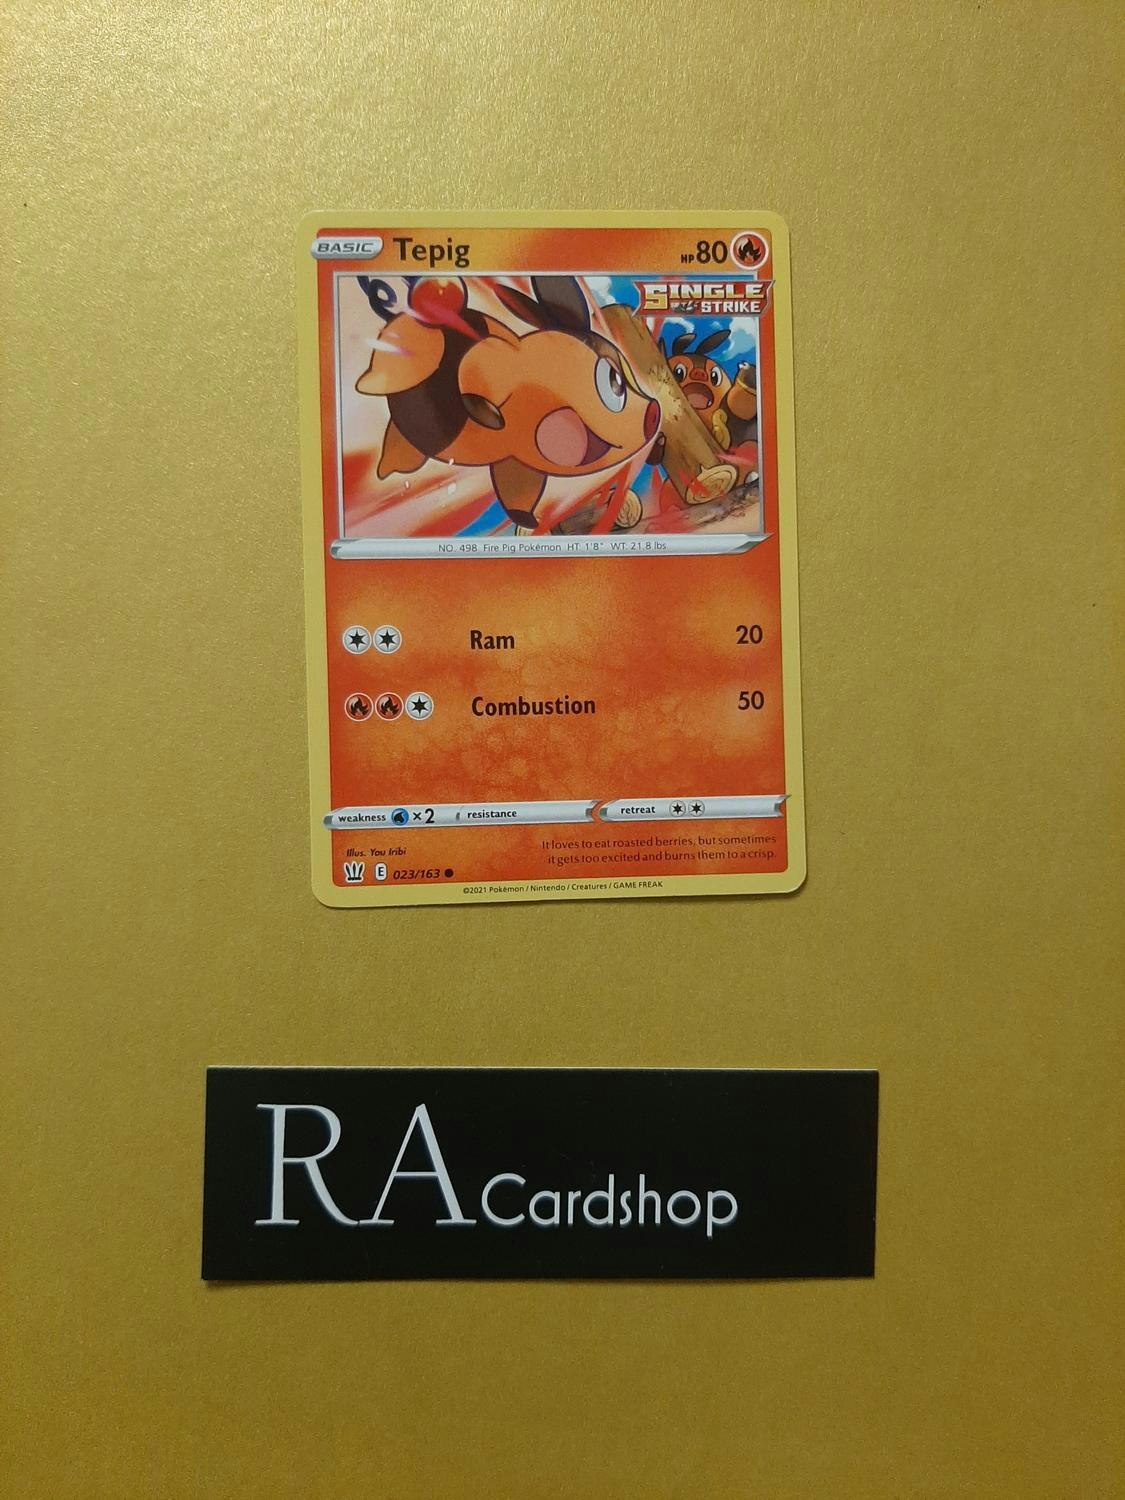 BASIC Tepig HP 80
SINGLE
STRIKE
NO. 498 Fire Pig Pokémon HT: 1'8" WT: 21.8 lbs
Ram 20
Combustion 50
weakness ×2 resistance retreat
It loves to eat roasted berries, but sometimes
it gets too excited and burns them to a crisp.
Illus. You Iribi
E 023/163
©2021 Pokémon / Nintendo / Creatures / GAME FREAK
RA Cardshop